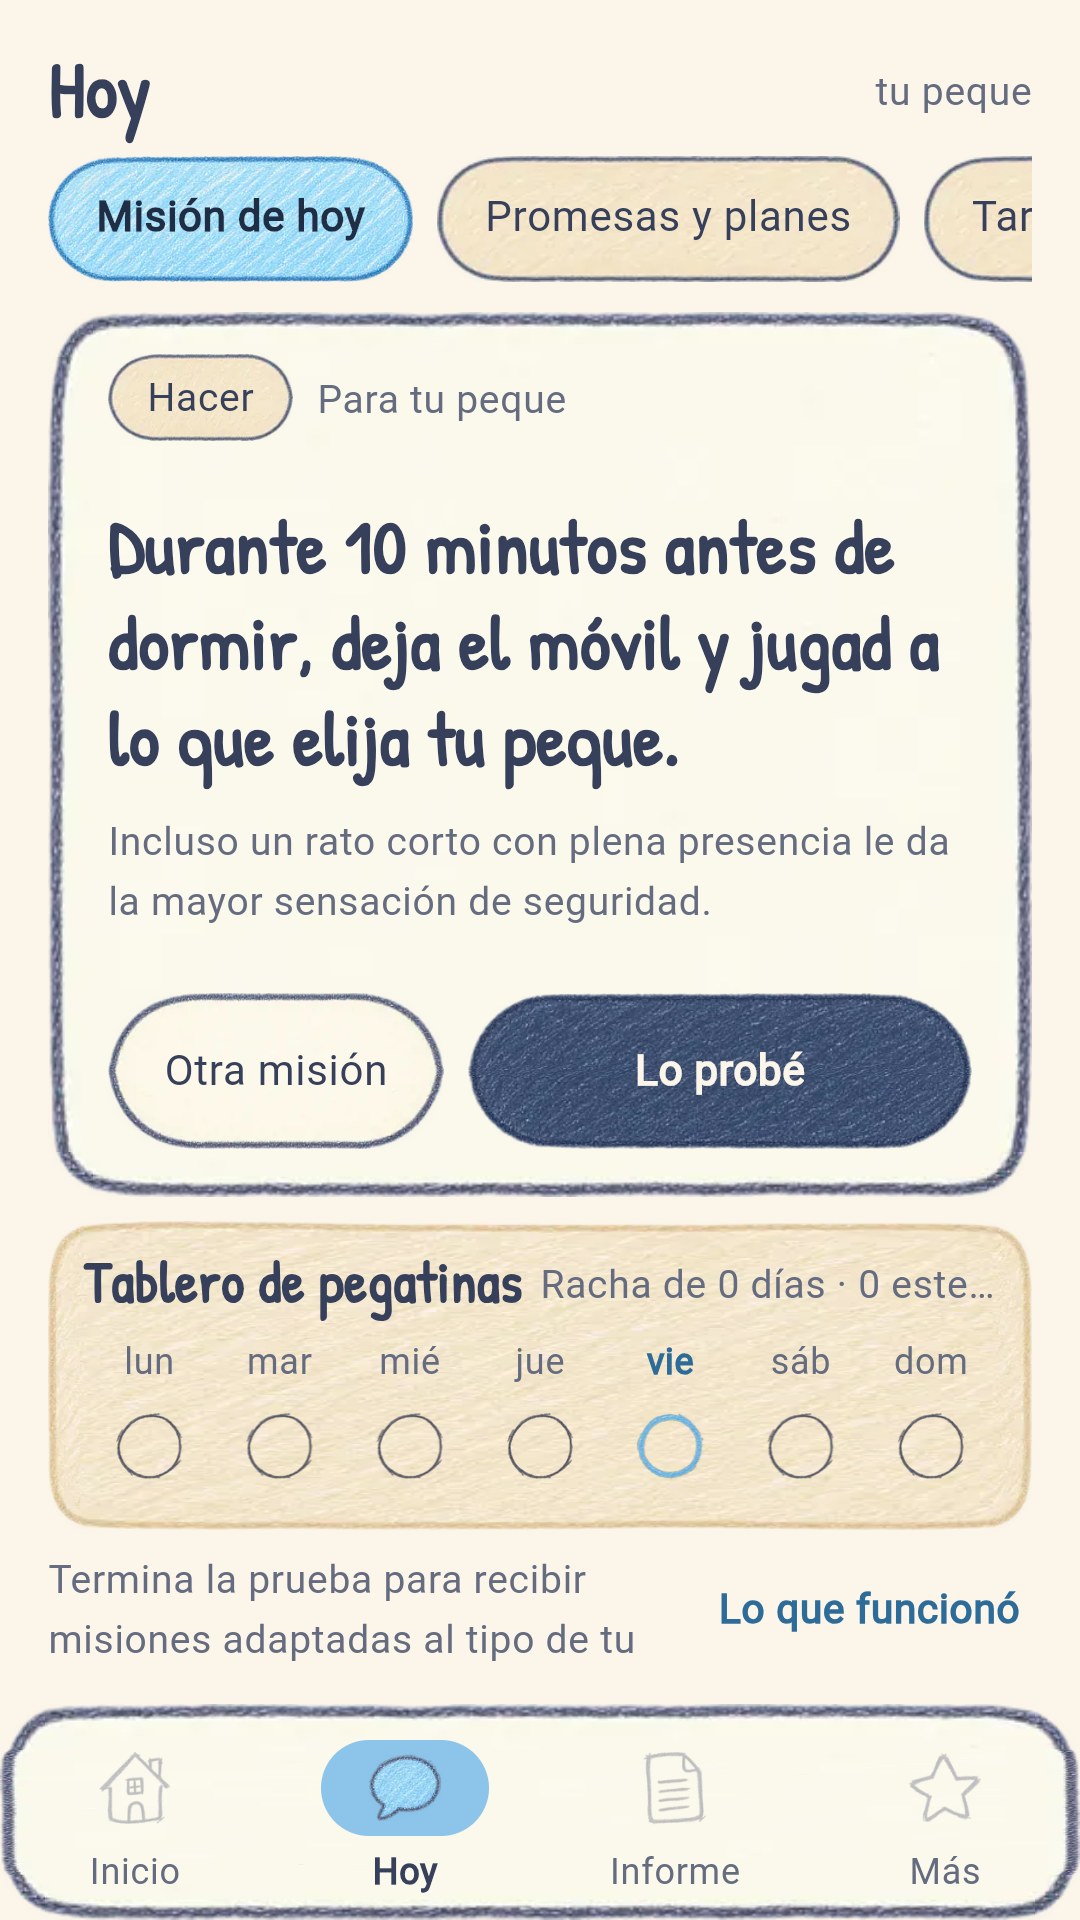 Hoy
tu peque
Misión de hoy
Promesas y planes
Tar
Hacer
Para tu peque
Durante 10 minutos antes de
dormir, deja el móvil y jugad a
lo que elija tu peque.
Incluso un rato corto con plena presencia le da
la mayor sensación de seguridad.
Otra misión
Lo probé
Tablero de pegatinas
Racha de 0 días · 0 este…
lun mar mié jue vie sáb dom
Termina la prueba para recibir
misiones adaptadas al tipo de tu
Lo que funcionó
Inicio
Hoy
Informe
Más